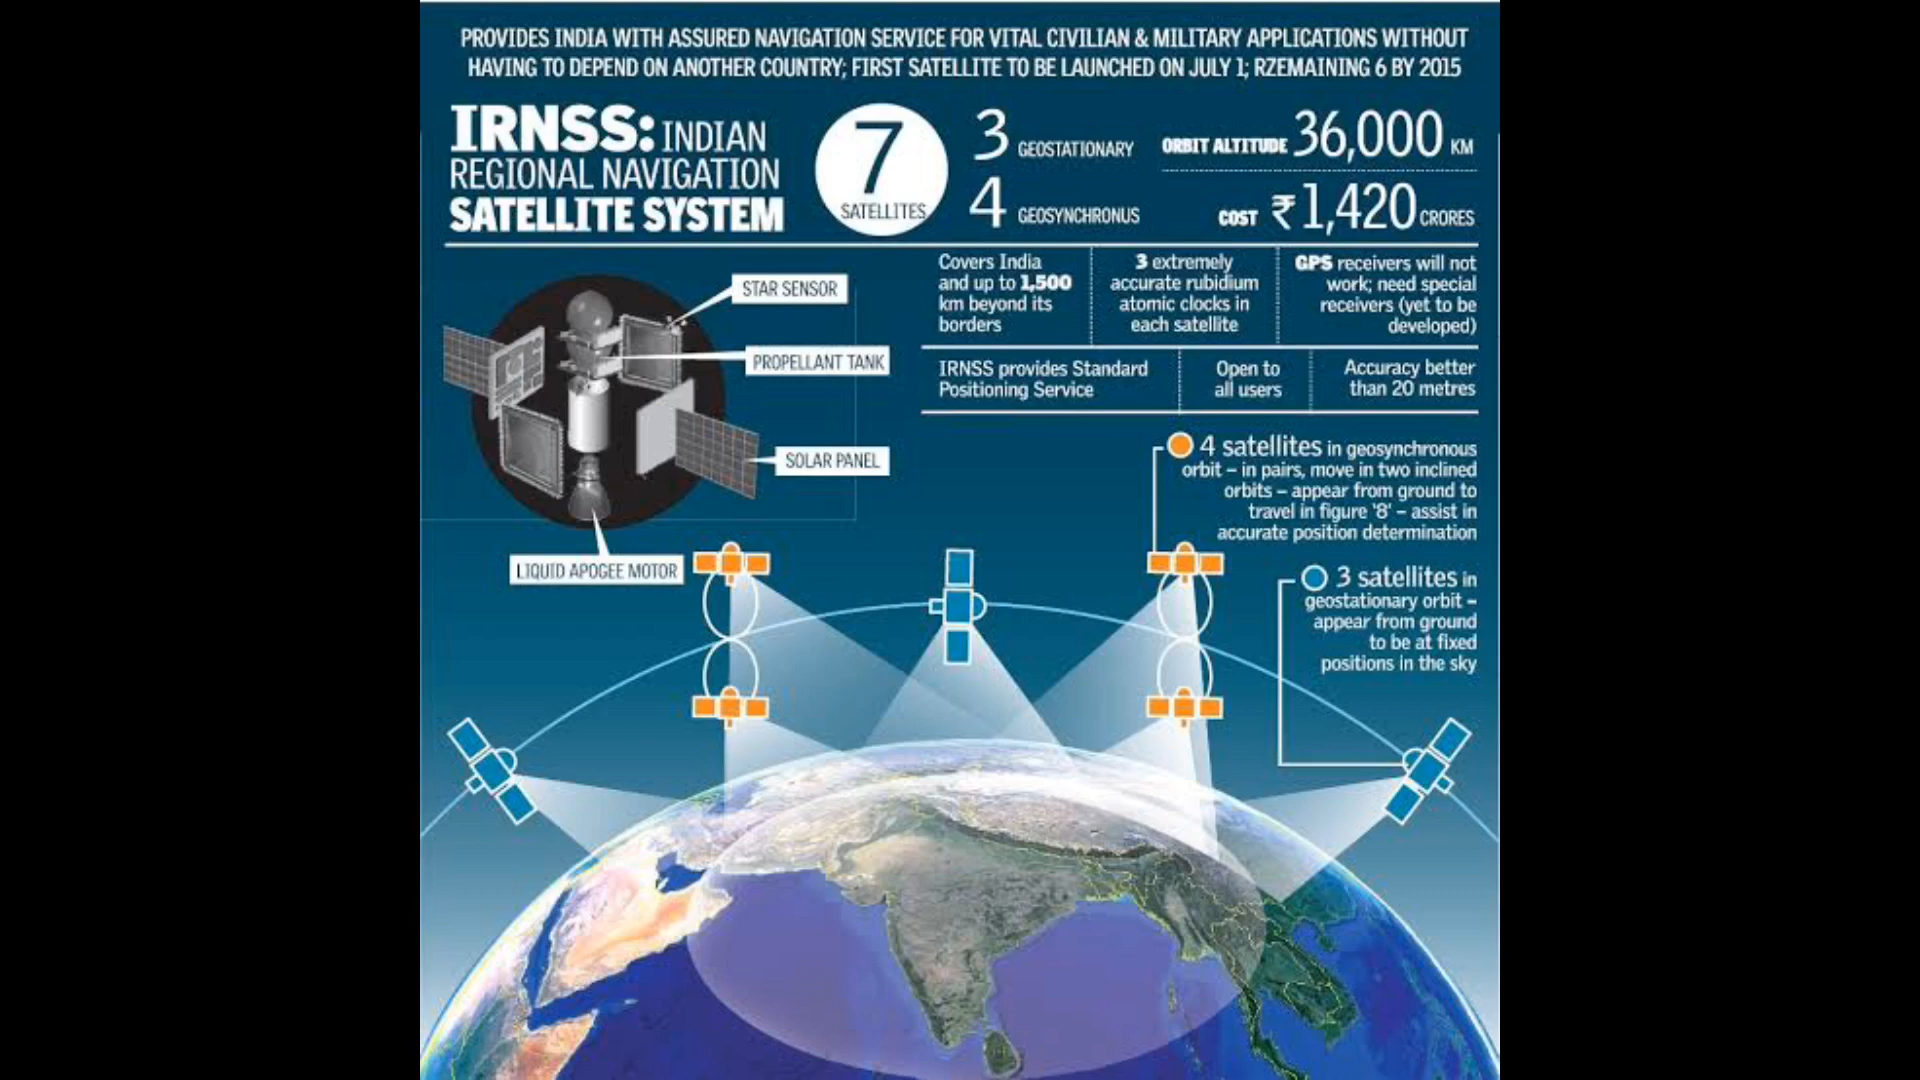 PROVIDES INDIA WITH ASSURED NAVIGATION SERVICE FOR VITAL CIVILIAN & MILITARY APPLICATIONS WITHOUT
HAVING TO DEPEND ON ANOTHER COUNTRY; FIRST SATELLITE TO BE LAUNCHED ON JULY 1; RZEMAINING 6 BY 2015
IRNSS: INDIAN
REGIONAL NAVIGATION
SATELLITE SYSTEM
7
SATELLITES
3 GEOSTATIONARY
4 GEOSYNCHRONUS
ORBIT ALTITUDE 36,000 KM
COST ₹1,420 CRORES
Covers India
and up to 1,500
km beyond its
borders
3 extremely
accurate rubidium
atomic clocks in
each satellite
GPS receivers will not
work; need special
receivers (yet to be
developed)
IRNSS provides Standard
Positioning Service
Open to
all users
Accuracy better
than 20 metres
STAR SENSOR
PROPELLANT TANK
SOLAR PANEL
LIQUID APOGEE MOTOR
4 satellites in geosynchronous
orbit – in pairs, move in two inclined
orbits – appear from ground to
travel in figure '8' – assist in
accurate position determination
3 satellites in
geostationary orbit –
appear from ground
to be at fixed
positions in the sky